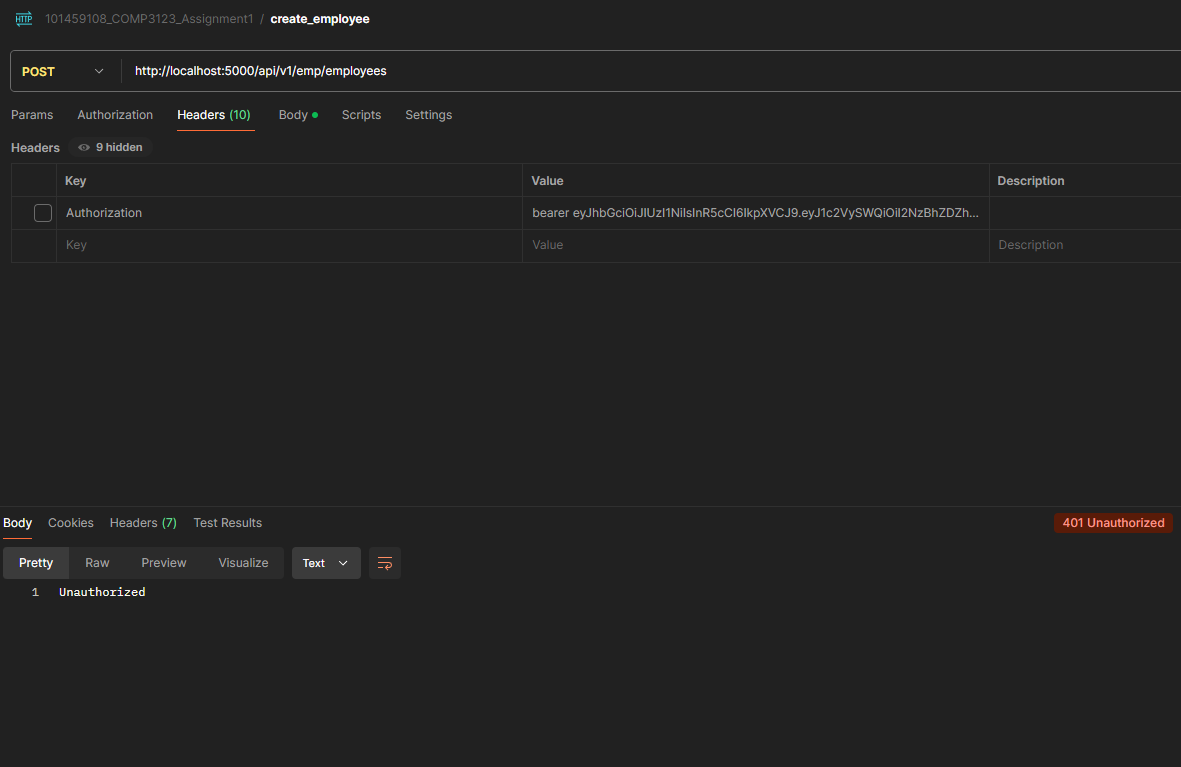 HTTP 101459108_COMP3123_Assignment1 / create_employee
POST http://localhost:5000/api/v1/emp/employees
Params Authorization Headers (10) Body Scripts Settings
Headers 9 hidden
Key Value Description
Authorization bearer eyJhbGciOiJIUzI1NiIsInR5cCI6IkpXVCJ9.eyJ1c2VySWQiOiI2NzBhZDZh...
Key Value Description
Body Cookies Headers (7) Test Results 401 Unauthorized
Pretty Raw Preview Visualize Text
1 Unauthorized